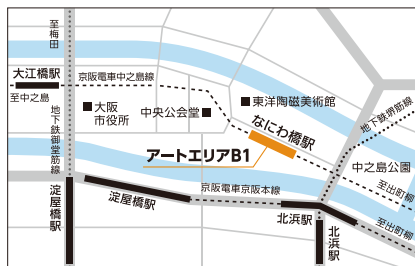 至梅田
大江橋駅
京阪電車中之島線
至中之島
大阪
市役所
中央公会堂
東洋陶磁美術館
なにわ橋駅
地下鉄堺筋線
地下鉄御堂筋線
アートエリアB1
中之島公園
京阪電車京阪本線
至出町柳
至出町柳
淀屋橋駅
淀屋橋駅
北浜駅
北浜駅